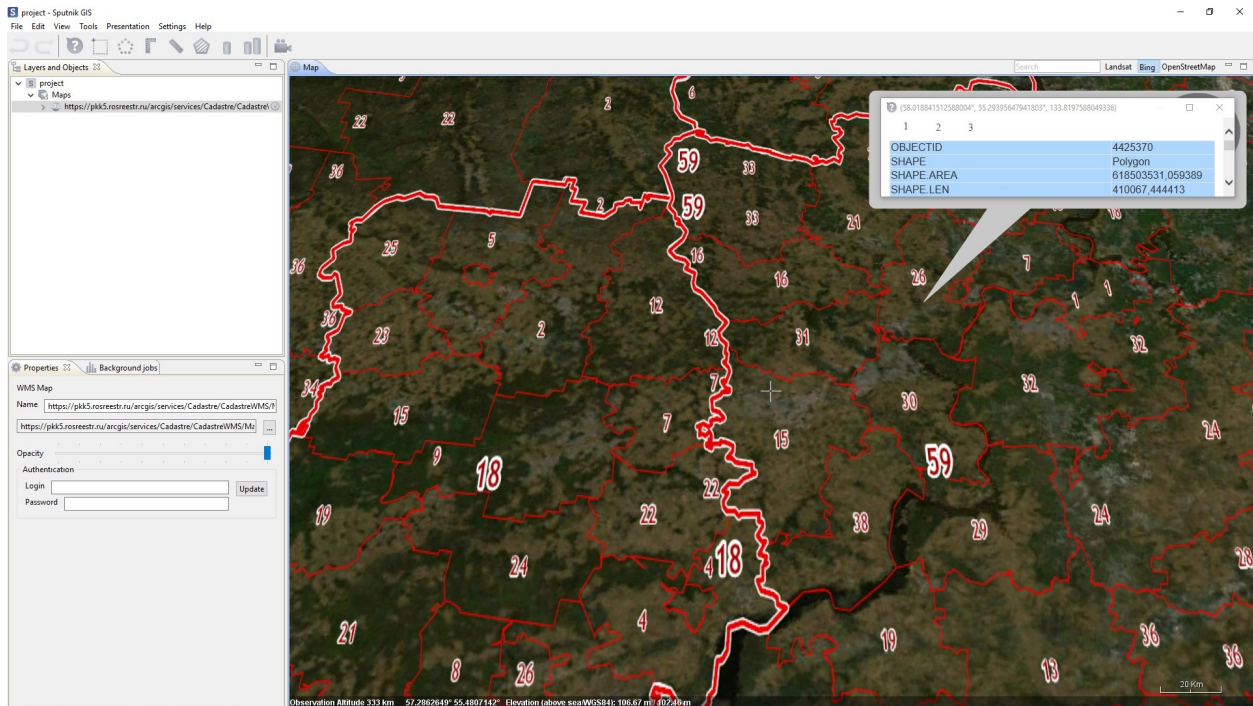 S project - Sputnik GIS
File Edit View Tools Presentation Settings Help
Layers and Objects
S project
Maps
https://pkk5.rosreestr.ru/arcgis/services/Cadastre/CadastreW
Properties Background jobs
WMS Map
Name https://pkk5.rosreestr.ru/arcgis/services/Cadastre/CadastreWMS/M
https://pkk5.rosreestr.ru/arcgis/services/Cadastre/CadastreWMS/Ma ...
Opacity
Authentication
Login
Update
Password
Map
Search Landsat Bing OpenStreetMap
(58.018841512588004°, 55.29395647941803°, 133.8197588049336)
1 2 3
OBJECTID 4425370
SHAPE Polygon
SHAPE.AREA 618503531,059389
SHAPE.LEN 410067,444413
2 6
22 22
59 33
36
2 59 33 21
25 5
36 16 16 26 7
12 1 1
36 23 2 12 31 32
34 7 32
15 7 15 30 24
9 18 59
19 22 22 38 29 24
24 4 18 28
21 4 19 36
8 26 13 36
20 Km
Observation Altitude 333 km 57.2862649° 55.4807142° Elevation (above sea/WGS84): 106.67 m / 102.46 m